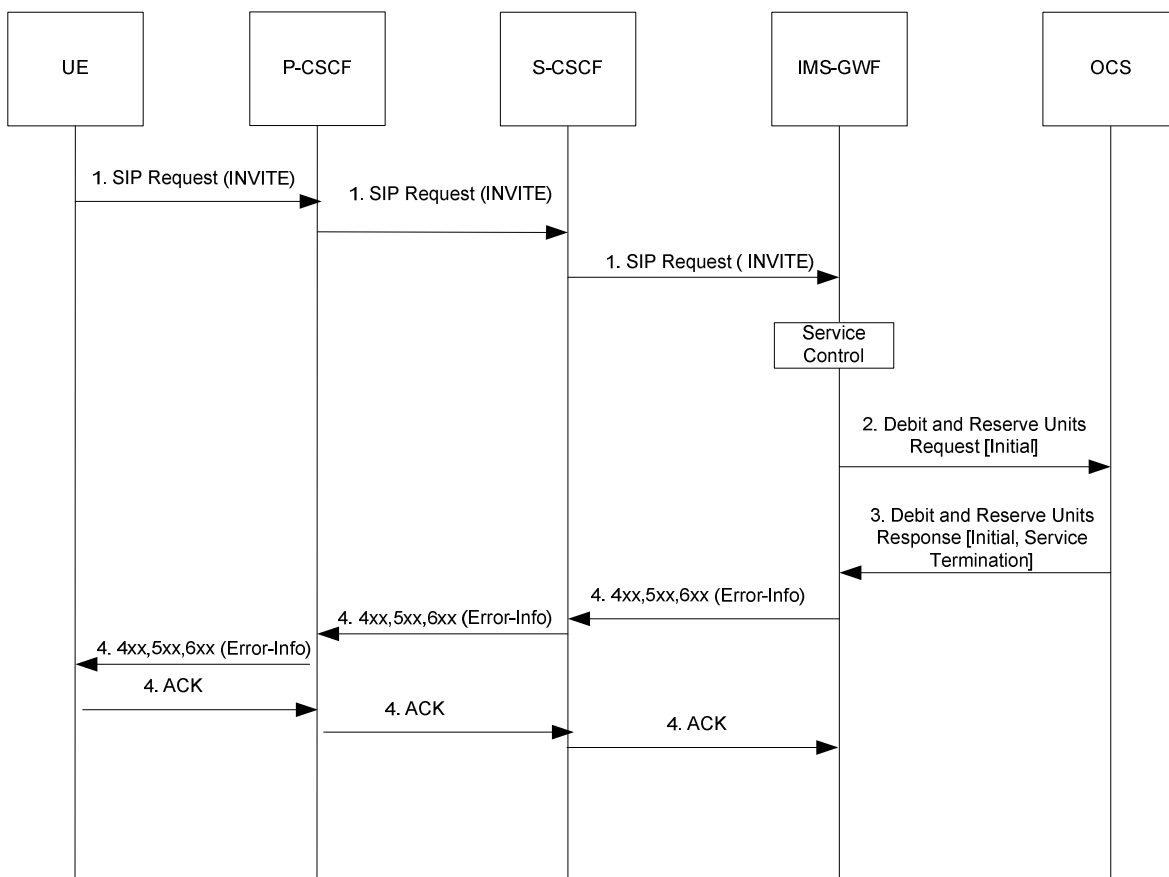 UE
P-CSCF
S-CSCF
IMS-GWF
OCS
1. SIP Request (INVITE)
1. SIP Request (INVITE)
1. SIP Request ( INVITE)
Service
Control
2. Debit and Reserve Units
Request [Initial]
3. Debit and Reserve Units
Response [Initial, Service
Termination]
4. 4xx,5xx,6xx (Error-Info)
4. 4xx,5xx,6xx (Error-Info)
4. 4xx,5xx,6xx (Error-Info)
4. ACK
4. ACK
4. ACK